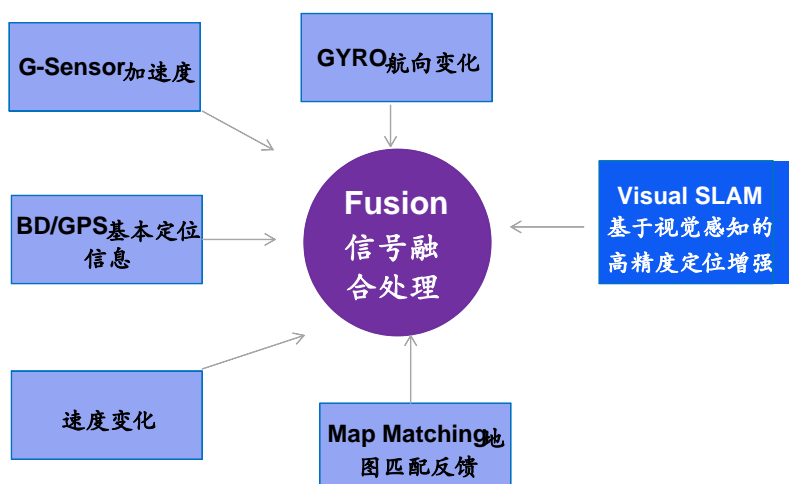 G-Sensor加速度
GYRO航向变化
BD/GPS基本定位
信息
Fusion
信号融
合处理
Visual SLAM
基于视觉感知的
高精度定位增强
速度变化
Map Matching地
图匹配反馈